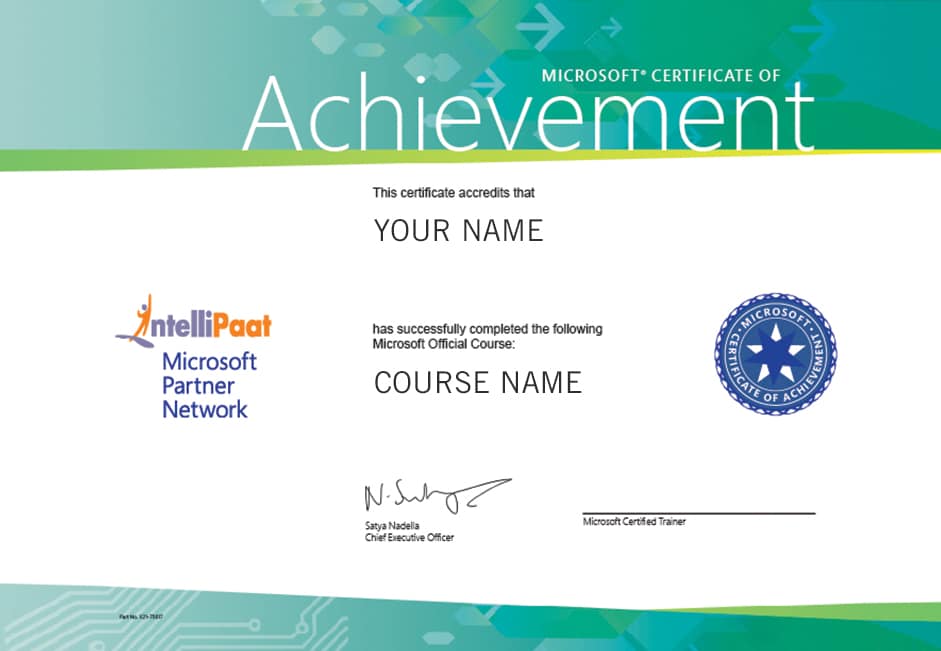 MICROSOFT® CERTIFICATE OF
Achievement
This certificate accredits that
YOUR NAME
IntelliPaat
Microsoft
Partner
Network
has successfully completed the following
Microsoft Official Course:
COURSE NAME
• MICROSOFT •
CERTIFICATE OF ACHIEVEMENT
Satya Nadella
Chief Executive Officer
Microsoft Certified Trainer
Part No.